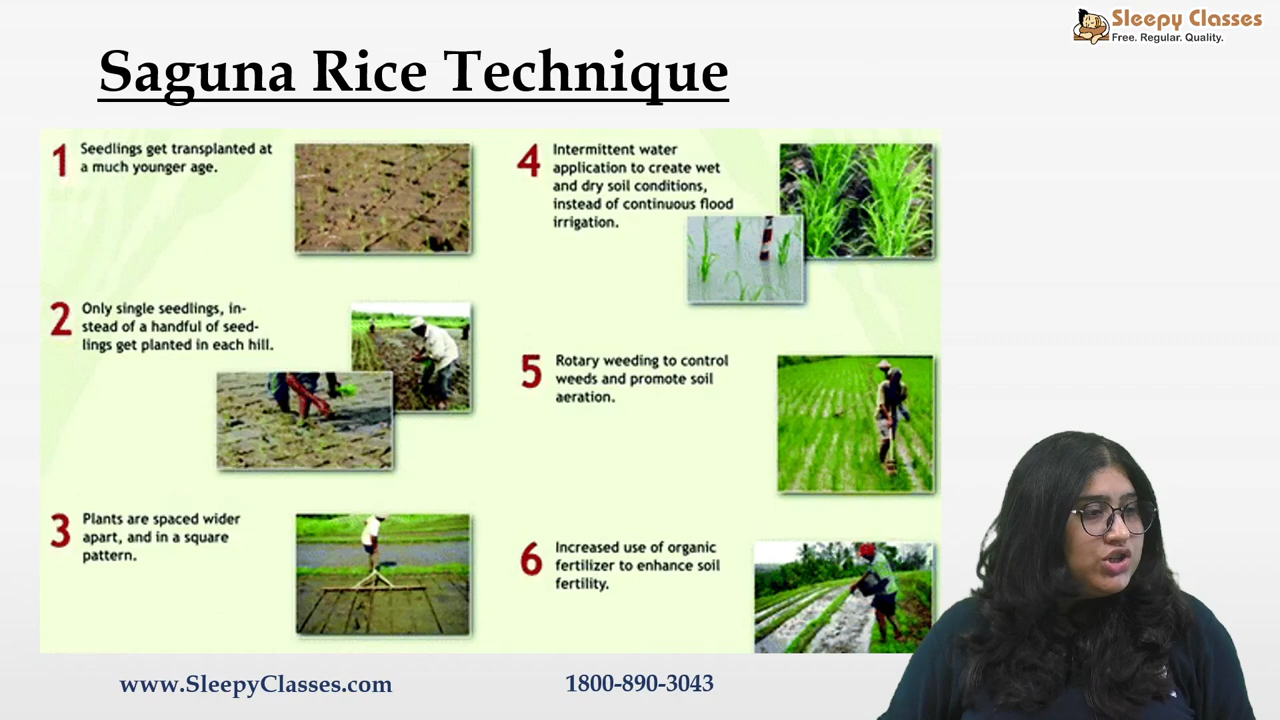 Sleepy Classes
Free. Regular. Quality.
Saguna Rice Technique
1
Seedlings get transplanted at
a much younger age.
2
Only single seedlings, in-
stead of a handful of seed-
lings get planted in each hill.
3
Plants are spaced wider
apart, and in a square
pattern.
4
Intermittent water
application to create wet
and dry soil conditions,
instead of continuous flood
irrigation.
5
Rotary weeding to control
weeds and promote soil
aeration.
6
Increased use of organic
fertilizer to enhance soil
fertility.
www.SleepyClasses.com
1800-890-3043